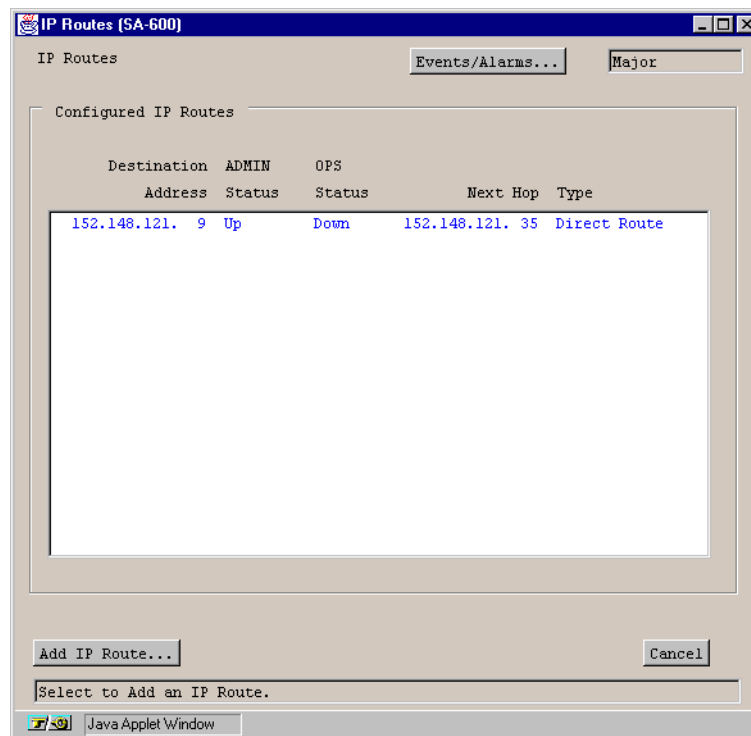 IP Routes (SA-600)
IP Routes Events/Alarms... Major
Configured IP Routes
Destination ADMIN OPS
Address Status Status Next Hop Type
152.148.121. 9 Up Down 152.148.121. 35 Direct Route
Add IP Route... Cancel
Select to Add an IP Route.
Java Applet Window